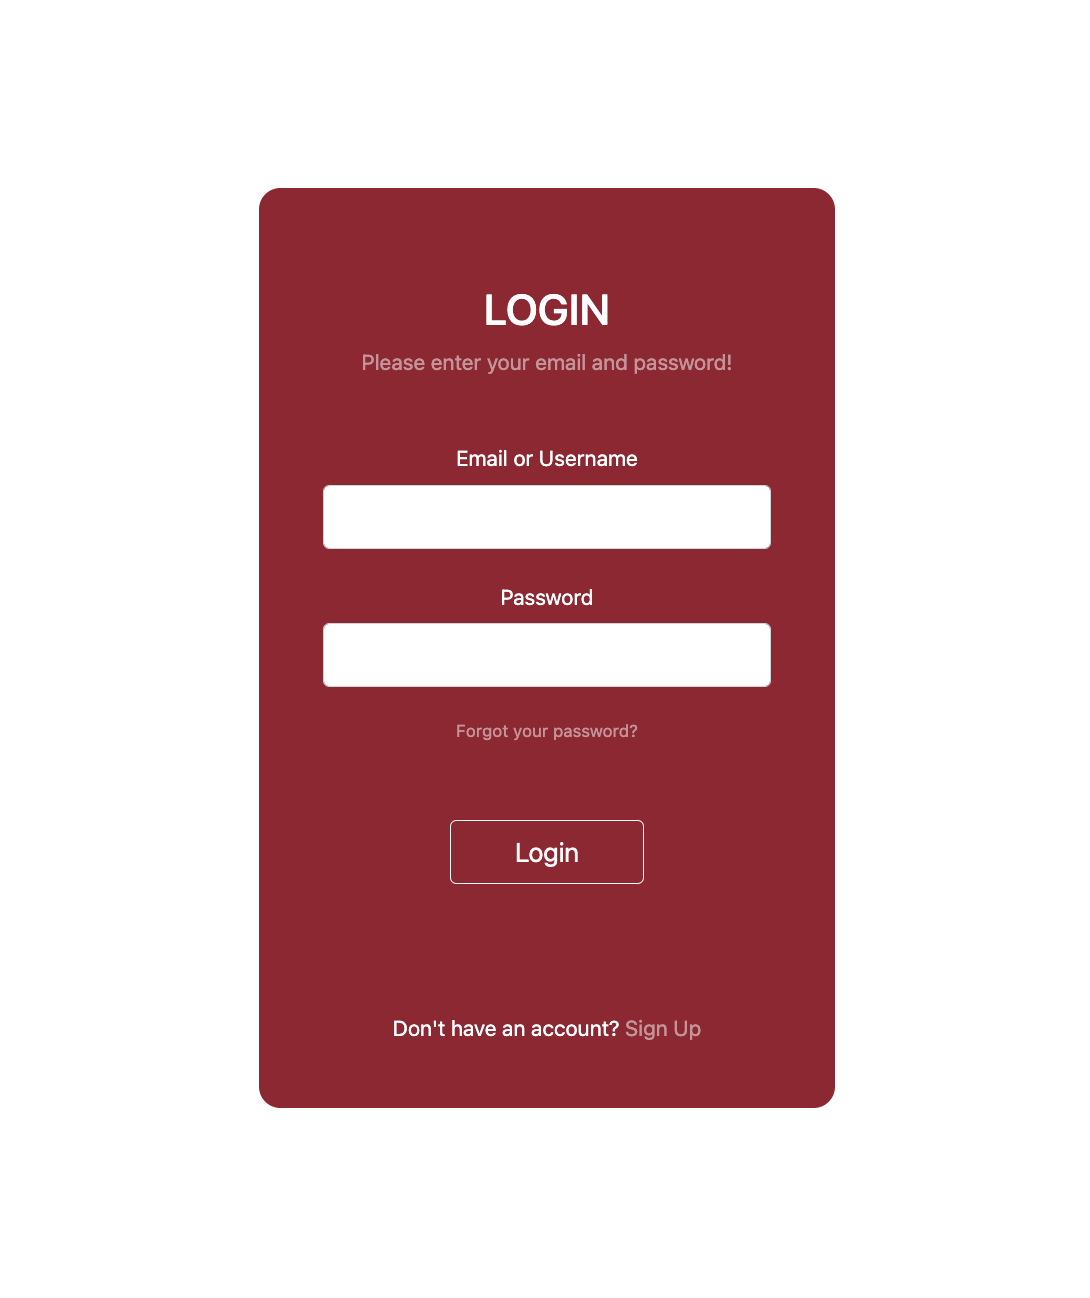 LOGIN
Please enter your email and password!
Email or Username
Password
Forgot your password?
Login
Don't have an account? Sign Up